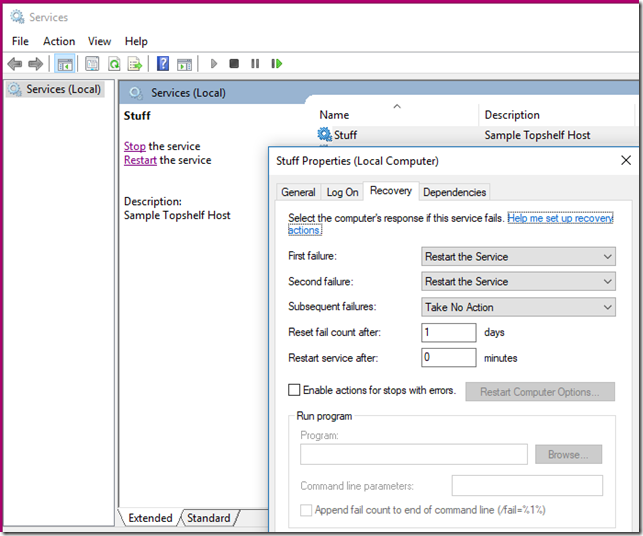 Services
File Action View Help
Services (Local)
Services (Local)
Stuff
Stop the service
Restart the service
Description:
Sample Topshelf Host
Name Description
Stuff Sample Topshelf Host
Stuff Properties (Local Computer)
General Log On Recovery Dependencies
Select the computer's response if this service fails. Help me set up recovery
actions.
First failure: Restart the Service
Second failure: Restart the Service
Subsequent failures: Take No Action
Reset fail count after: 1 days
Restart service after: 0 minutes
Enable actions for stops with errors. Restart Computer Options...
Run program
Program:
Browse...
Command line parameters:
Append fail count to end of command line (/fail=%1%)
Extended Standard